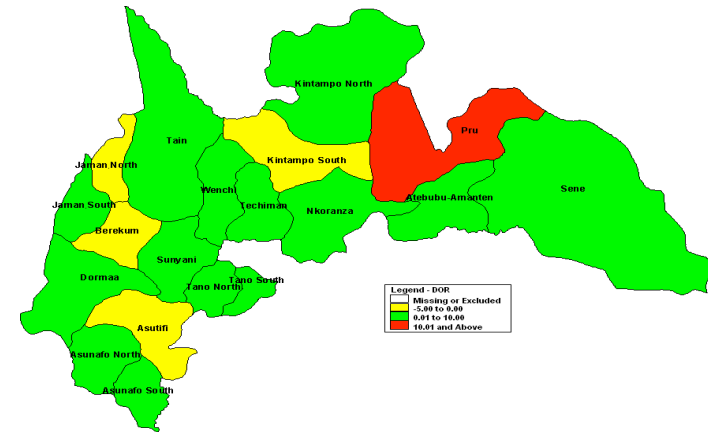 Kintampo North
Pru
Tain
Kintampo South
Jaman North
Sene
Wenchi
Atebubu-Amanten
Jaman South
Techiman
Nkoranza
Berekum
Sunyani
Dormaa
Tano North
Tano South
Legend - DOR
Missing or Excluded
-5.00 to 0.00
0.01 to 10.00
10.01 and Above
Asutifi
Asunafo North
Asunafo South